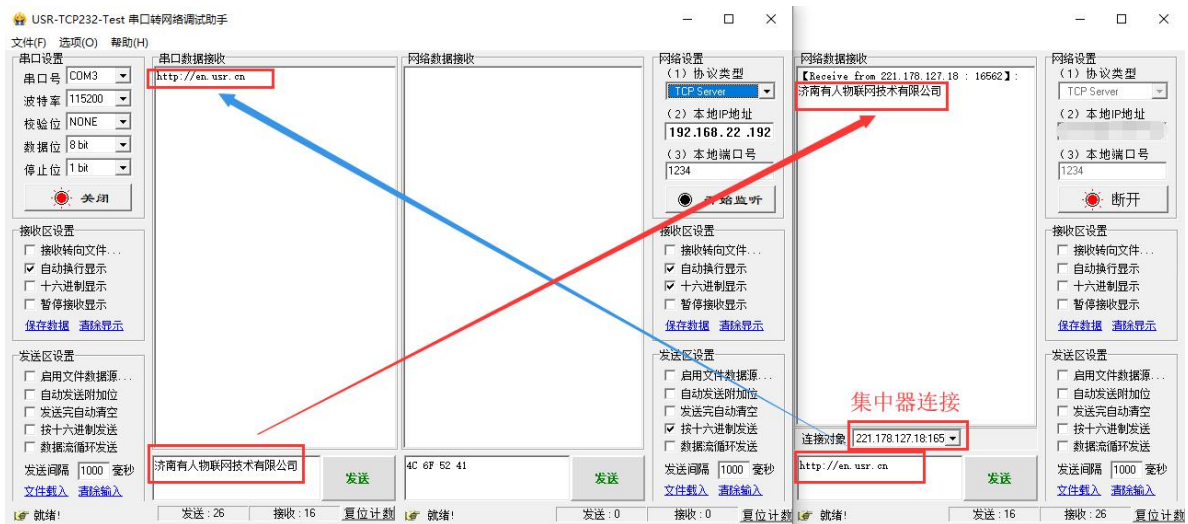 USR-TCP232-Test 串口转网络调试助手
文件(F) 选项(O) 帮助(H)
串口设置
串口号 COM3
波特率 115200
校验位 NONE
数据位 8 bit
停止位 1 bit
关闭
接收区设置
接收转向文件...
自动换行显示
十六进制显示
暂停接收显示
保存数据 清除显示
发送区设置
启用文件数据源...
自动发送附加位
发送完自动清空
按十六进制发送
数据流循环发送
发送间隔 1000 毫秒
文件载入 清除输入
就绪!
串口数据接收
http://en.usr.cn
济南有人物联网技术有限公司
发送
发送:26 接收:16 复位计数
网络数据接收
4C 6F 52 41
发送
就绪! 发送:0 接收:0 复位计数
网络设置
(1) 协议类型
TCP Server
(2) 本地IP地址
192.168.22.192
(3) 本地端口号
1234
开始监听
接收区设置
接收转向文件...
自动换行显示
十六进制显示
暂停接收显示
保存数据 清除显示
发送区设置
启用文件数据源...
自动发送附加位
发送完自动清空
按十六进制发送
数据流循环发送
发送间隔 1000 毫秒
文件载入 清除输入
网络数据接收
【Receive from 221.178.127.18 : 16562】:
济南有人物联网技术有限公司
集中器连接
连接对象: 221.178.127.18:165
http://en.usr.cn
发送
就绪! 发送:16 接收:26 复位计数
网络设置
(1) 协议类型
TCP Server
(2) 本地IP地址
(3) 本地端口号
1234
断开
接收区设置
接收转向文件...
自动换行显示
十六进制显示
暂停接收显示
保存数据 清除显示
发送区设置
启用文件数据源...
自动发送附加位
发送完自动清空
按十六进制发送
数据流循环发送
发送间隔 1000 毫秒
文件载入 清除输入